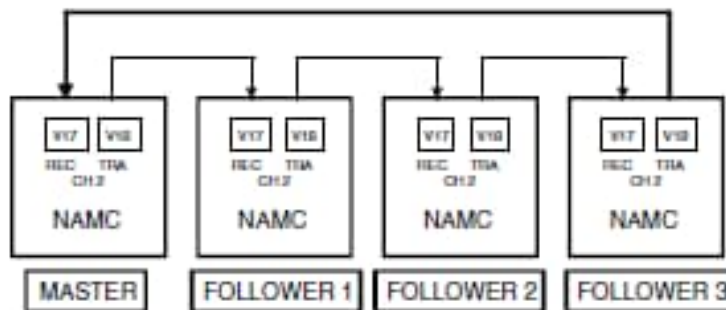 V17 V18 V17 V18 V17 V18 V17 V18
REC TRA REC TRA REC TRA REC TRA
CH 2 CH 2 CH 2 CH 2
NAMC NAMC NAMC NAMC
MASTER FOLLOWER 1 FOLLOWER 2 FOLLOWER 3